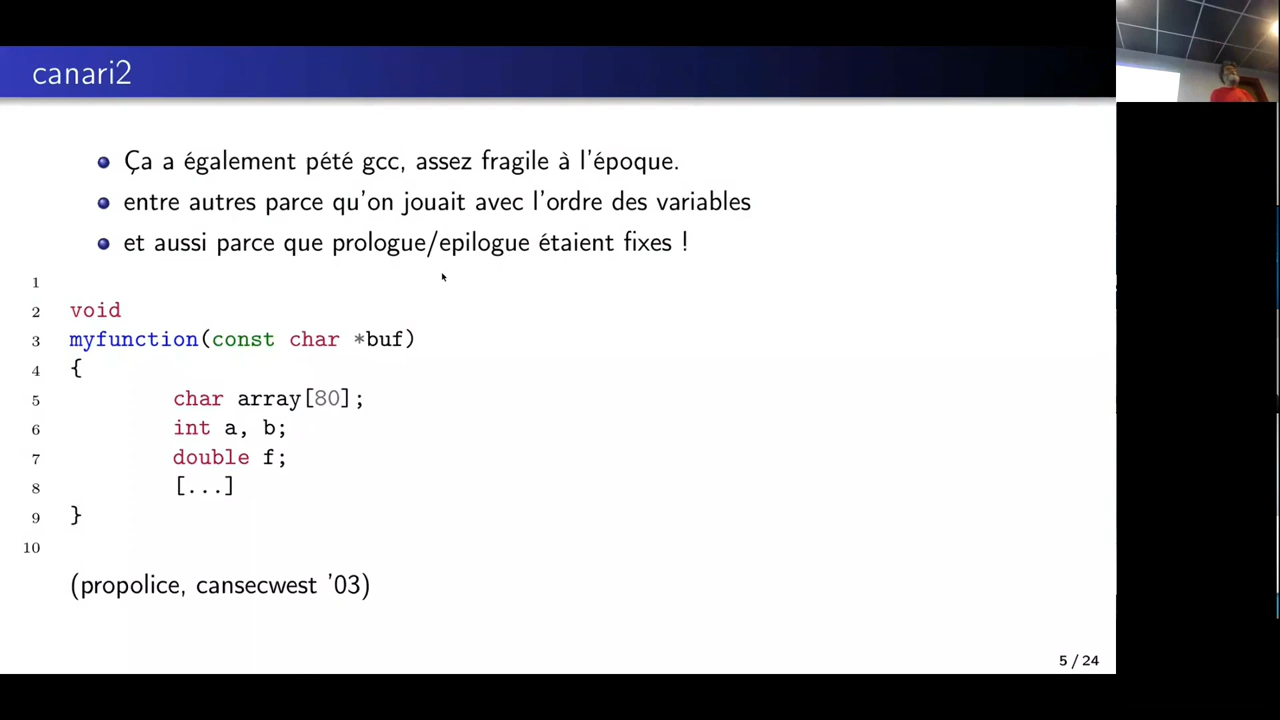 canari2
Ça a également pété gcc, assez fragile à l'époque.
entre autres parce qu'on jouait avec l'ordre des variables
et aussi parce que prologue/epilogue étaient fixes !
1
2 void
3 myfunction(const char *buf)
4 {
5 char array[80];
6 int a, b;
7 double f;
8 [...]
9 }
10
(propolice, cansecwest '03)
5 / 24